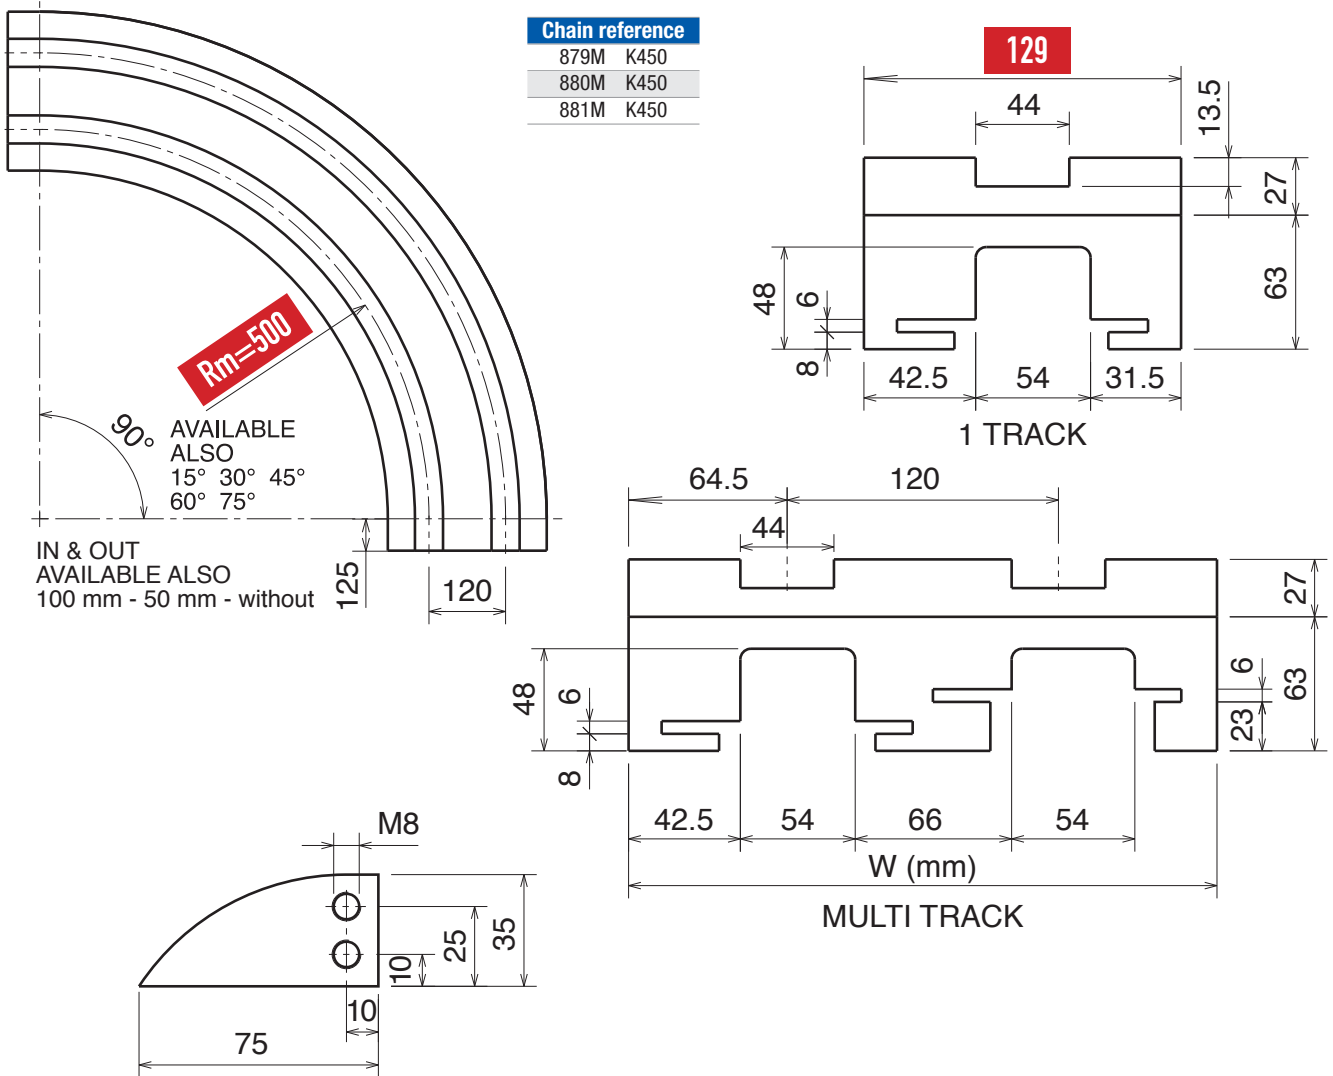 Chain reference
879M K450
880M K450
881M K450
129
44
13.5
27
63
48
6
8
42.5 54 31.5
1 TRACK
Rm=500
90°
AVAILABLE
ALSO
15° 30° 45°
60° 75°
IN & OUT
AVAILABLE ALSO
100 mm - 50 mm - without
125
120
64.5 120
44
27
63
6
23
48
6
8
42.5 54 66 54
W (mm)
MULTI TRACK
M8
35
25
10
10
75